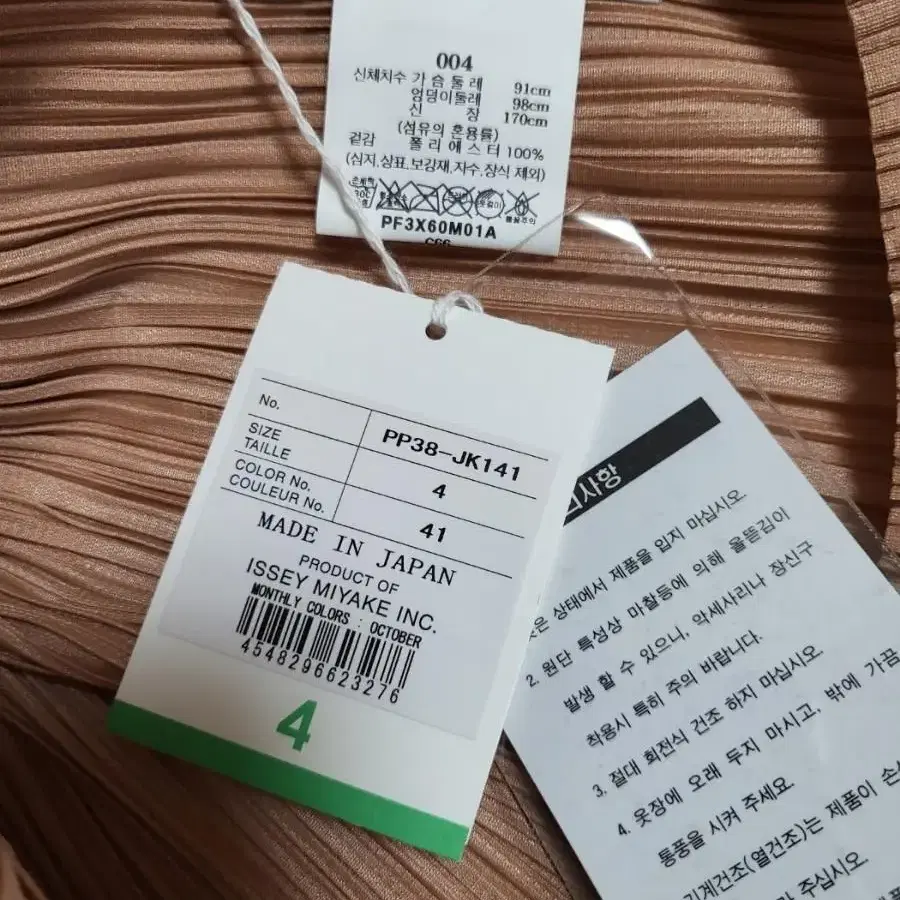 004
신체치수 가슴둘레 91cm
엉덩이둘레 98cm
신 장 170cm
(섬유의 혼용률)
겉감 폴리에스터 100%
(심지,상표,보강재,자수,장식 제외)
PF3X60M01A
No. PP38-JK141
SIZE
TAILLE 4
COLOR No.
COULEUR No. 41
MADE IN JAPAN
PRODUCT OF
ISSEY MIYAKE INC.
MONTHLY COLORS : OCTOBER
4548296623276
4
사항
은 상태에서 제품을 입지 마십시오.
2. 원단 특성상 마찰등에 의해 올뜯김이
발생 할 수 있으니, 악세사리나 장신구
착용시 특히 주의 바랍니다.
3. 절대 회전식 건조 하지 마십시오.
4. 옷장에 오래 두지 마시고, 밖에 가끔
통풍을 시켜 주세요.
기계건조(열건조)는 제품이 손
주십시오.